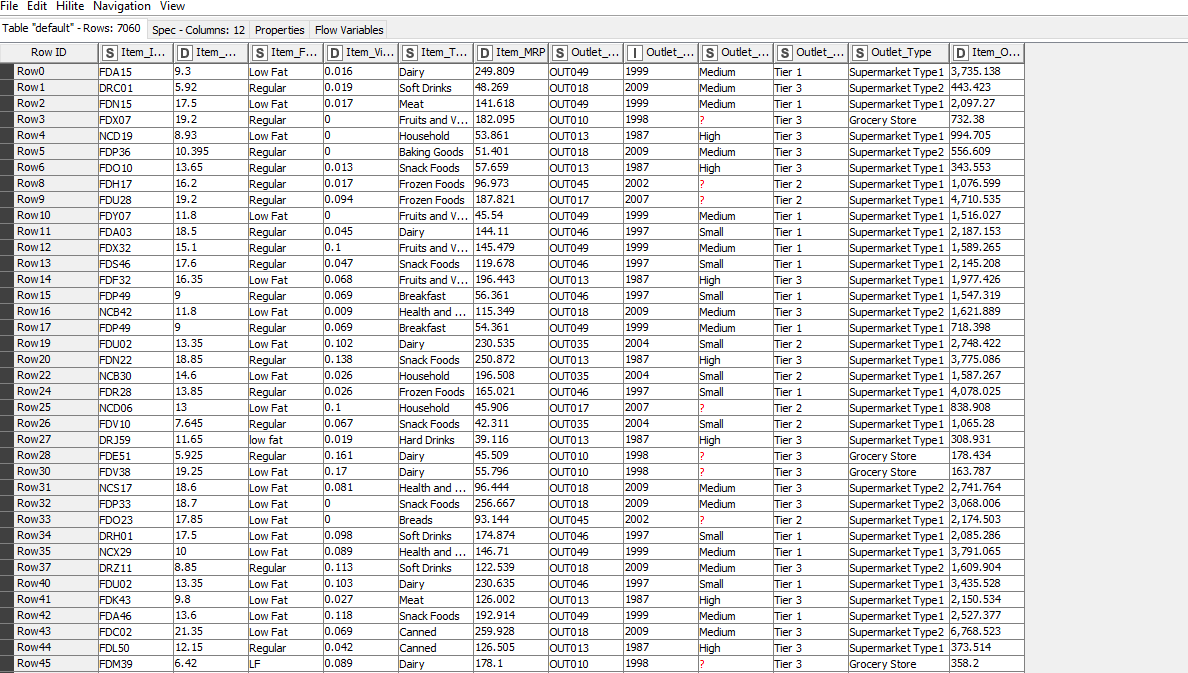 File Edit Hilite Navigation View
Table "default" - Rows: 7060 Spec - Columns: 12 Properties Flow Variables
Row ID S Item_I... D Item_... S Item_F... D Item_Vi... S Item_T... D Item_MRP S Outlet_... I Outlet_... S Outlet_... S Outlet_... S Outlet_Type D Item_O...
Row0 FDA15 9.3 Low Fat 0.016 Dairy 249.809 OUT049 1999 Medium Tier 1 Supermarket Type1 3,735.138
Row1 DRC01 5.92 Regular 0.019 Soft Drinks 48.269 OUT018 2009 Medium Tier 3 Supermarket Type2 443.423
Row2 FDN15 17.5 Low Fat 0.017 Meat 141.618 OUT049 1999 Medium Tier 1 Supermarket Type1 2,097.27
Row3 FDX07 19.2 Regular 0 Fruits and V... 182.095 OUT010 1998 ? Tier 3 Grocery Store 732.38
Row4 NCD19 8.93 Low Fat 0 Household 53.861 OUT013 1987 High Tier 3 Supermarket Type1 994.705
Row5 FDP36 10.395 Regular 0 Baking Goods 51.401 OUT018 2009 Medium Tier 3 Supermarket Type2 556.609
Row6 FDO10 13.65 Regular 0.013 Snack Foods 57.659 OUT013 1987 High Tier 3 Supermarket Type1 343.553
Row8 FDH17 16.2 Regular 0.017 Frozen Foods 96.973 OUT045 2002 ? Tier 2 Supermarket Type1 1,076.599
Row9 FDU28 19.2 Regular 0.094 Frozen Foods 187.821 OUT017 2007 ? Tier 2 Supermarket Type1 4,710.535
Row10 FDY07 11.8 Low Fat 0 Fruits and V... 45.54 OUT049 1999 Medium Tier 1 Supermarket Type1 1,516.027
Row11 FDA03 18.5 Regular 0.045 Dairy 144.11 OUT046 1997 Small Tier 1 Supermarket Type1 2,187.153
Row12 FDX32 15.1 Regular 0.1 Fruits and V... 145.479 OUT049 1999 Medium Tier 1 Supermarket Type1 1,589.265
Row13 FDS46 17.6 Regular 0.047 Snack Foods 119.678 OUT046 1997 Small Tier 1 Supermarket Type1 2,145.208
Row14 FDF32 16.35 Low Fat 0.068 Fruits and V... 196.443 OUT013 1987 High Tier 3 Supermarket Type1 1,977.426
Row15 FDP49 9 Regular 0.069 Breakfast 56.361 OUT046 1997 Small Tier 1 Supermarket Type1 1,547.319
Row16 NCB42 11.8 Low Fat 0.009 Health and ... 115.349 OUT018 2009 Medium Tier 3 Supermarket Type2 1,621.889
Row17 FDP49 9 Regular 0.069 Breakfast 54.361 OUT049 1999 Medium Tier 1 Supermarket Type1 718.398
Row19 FDU02 13.35 Low Fat 0.102 Dairy 230.535 OUT035 2004 Small Tier 2 Supermarket Type1 2,748.422
Row20 FDN22 18.85 Regular 0.138 Snack Foods 250.872 OUT013 1987 High Tier 3 Supermarket Type1 3,775.086
Row22 NCB30 14.6 Low Fat 0.026 Household 196.508 OUT035 2004 Small Tier 2 Supermarket Type1 1,587.267
Row24 FDR28 13.85 Regular 0.026 Frozen Foods 165.021 OUT046 1997 Small Tier 1 Supermarket Type1 4,078.025
Row25 NCD06 13 Low Fat 0.1 Household 45.906 OUT017 2007 ? Tier 2 Supermarket Type1 838.908
Row26 FDV10 7.645 Regular 0.067 Snack Foods 42.311 OUT035 2004 Small Tier 2 Supermarket Type1 1,065.28
Row27 DRJ59 11.65 low fat 0.019 Hard Drinks 39.116 OUT013 1987 High Tier 3 Supermarket Type1 308.931
Row28 FDE51 5.925 Regular 0.161 Dairy 45.509 OUT010 1998 ? Tier 3 Grocery Store 178.434
Row30 FDV38 19.25 Low Fat 0.17 Dairy 55.796 OUT010 1998 ? Tier 3 Grocery Store 163.787
Row31 NCS17 18.6 Low Fat 0.081 Health and ... 96.444 OUT018 2009 Medium Tier 3 Supermarket Type2 2,741.764
Row32 FDP33 18.7 Low Fat 0 Snack Foods 256.667 OUT018 2009 Medium Tier 3 Supermarket Type2 3,068.006
Row33 FDO23 17.85 Low Fat 0 Breads 93.144 OUT045 2002 ? Tier 2 Supermarket Type1 2,174.503
Row34 DRH01 17.5 Low Fat 0.098 Soft Drinks 174.874 OUT046 1997 Small Tier 1 Supermarket Type1 2,085.286
Row35 NCX29 10 Low Fat 0.089 Health and ... 146.71 OUT049 1999 Medium Tier 1 Supermarket Type1 3,791.065
Row37 DRZ11 8.85 Regular 0.113 Soft Drinks 122.539 OUT018 2009 Medium Tier 3 Supermarket Type2 1,609.904
Row40 FDU02 13.35 Low Fat 0.103 Dairy 230.635 OUT046 1997 Small Tier 1 Supermarket Type1 3,435.528
Row41 FDK43 9.8 Low Fat 0.027 Meat 126.002 OUT013 1987 High Tier 3 Supermarket Type1 2,150.534
Row42 FDA46 13.6 Low Fat 0.118 Snack Foods 192.914 OUT049 1999 Medium Tier 1 Supermarket Type1 2,527.377
Row43 FDC02 21.35 Low Fat 0.069 Canned 259.928 OUT018 2009 Medium Tier 3 Supermarket Type2 6,768.523
Row44 FDL50 12.15 Regular 0.042 Canned 126.505 OUT013 1987 High Tier 3 Supermarket Type1 373.514
Row45 FDM39 6.42 LF 0.089 Dairy 178.1 OUT010 1998 ? Tier 3 Grocery Store 358.2